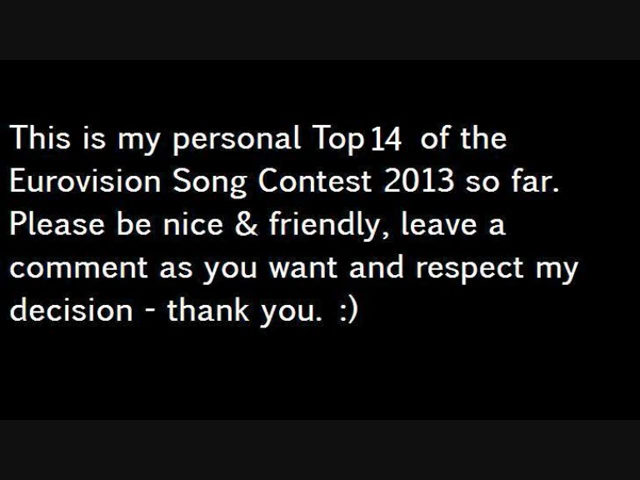 This is my personal Top 14 of the
Eurovision Song Contest 2013 so far.
Please be nice & friendly, leave a
comment as you want and respect my
decision - thank you. :)